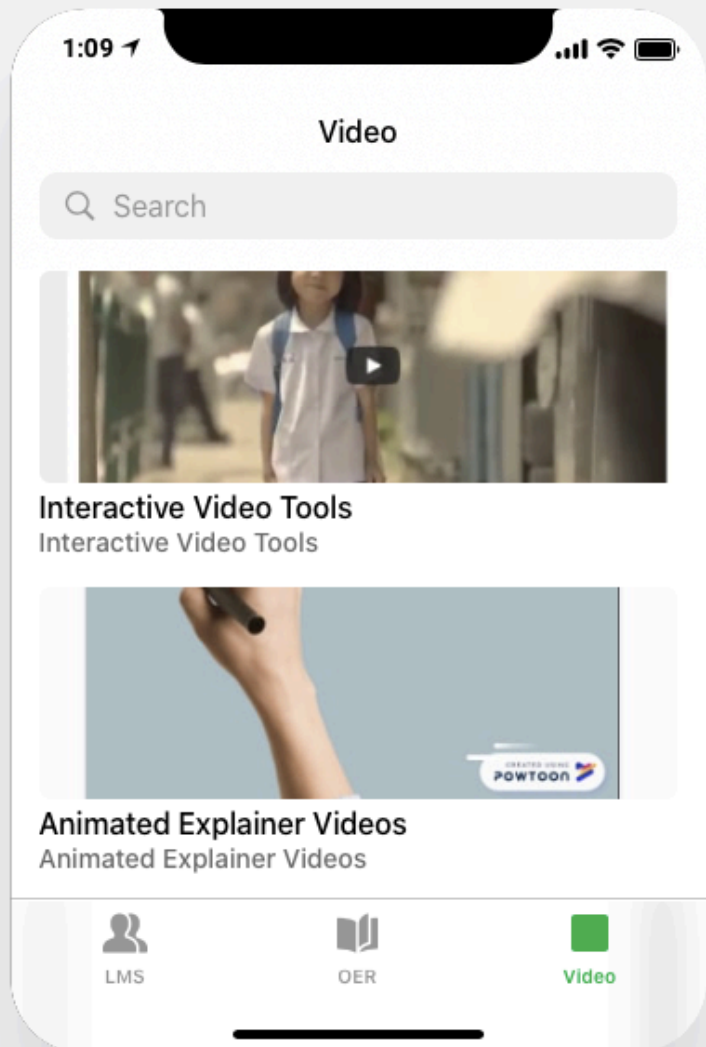 1:09
Video
Search
Interactive Video Tools
Interactive Video Tools
CREATED USING
POWTOON
Animated Explainer Videos
Animated Explainer Videos
LMS
OER
Video